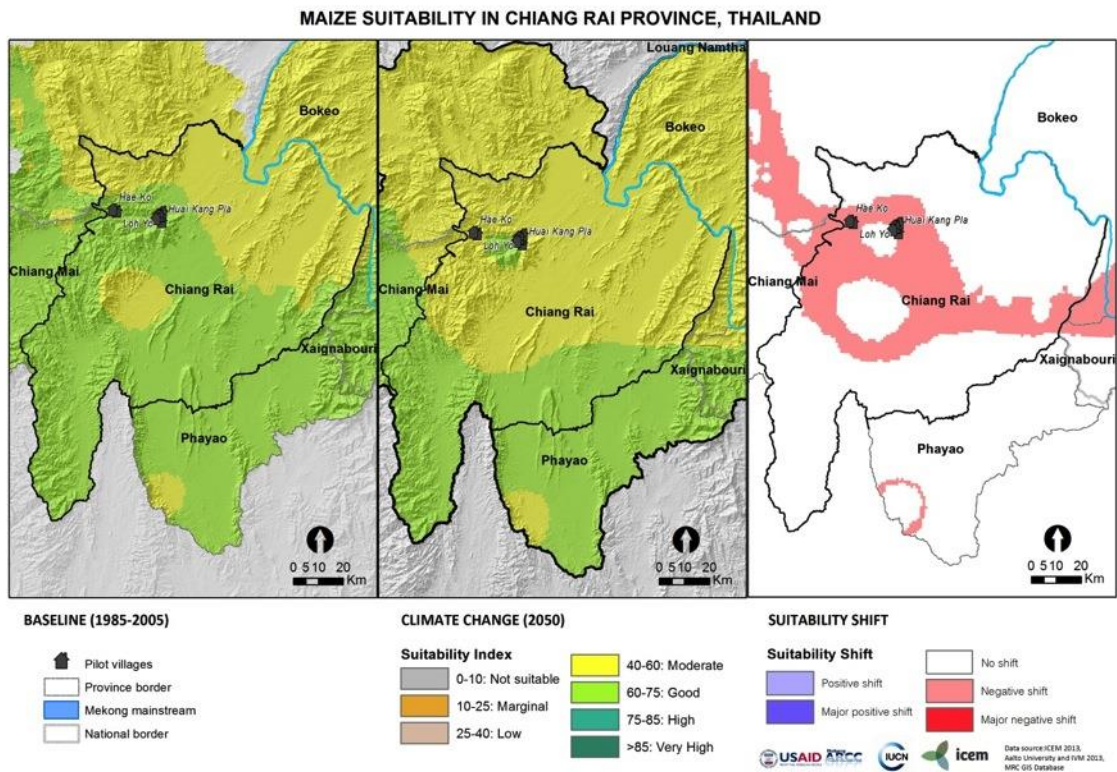 MAIZE SUITABILITY IN CHIANG RAI PROVINCE, THAILAND
Bokeo
Hae Ko
Huai Kang Pla
Loh Yo
Chiang Mai
Chiang Rai
Xaignabouri
Phayao
0 5 10 20
Km
Louang Namtha
Bokeo
Hae Ko
Huai Kang Pla
Loh Yo
Chiang Mai
Chiang Rai
Xaignabouri
Phayao
0 5 10 20
Km
Bokeo
Hae Ko
Huai Kang Pla
Loh Yo
Chiang Mai
Chiang Rai
Xaignabouri
Phayao
0 5 10 20
Km
BASELINE (1985-2005)
Pilot villages
Province border
Mekong mainstream
National border
CLIMATE CHANGE (2050)
Suitability Index
0-10: Not suitable
10-25: Marginal
25-40: Low
40-60: Moderate
60-75: Good
75-85: High
>85: Very High
SUITABILITY SHIFT
Suitability Shift
Positive shift
Major positive shift
No shift
Negative shift
Major negative shift
USAID
ARCC
IUCN
icem
Data source:ICEM 2013,
Aalto University and IVM 2013,
MRC GIS Database